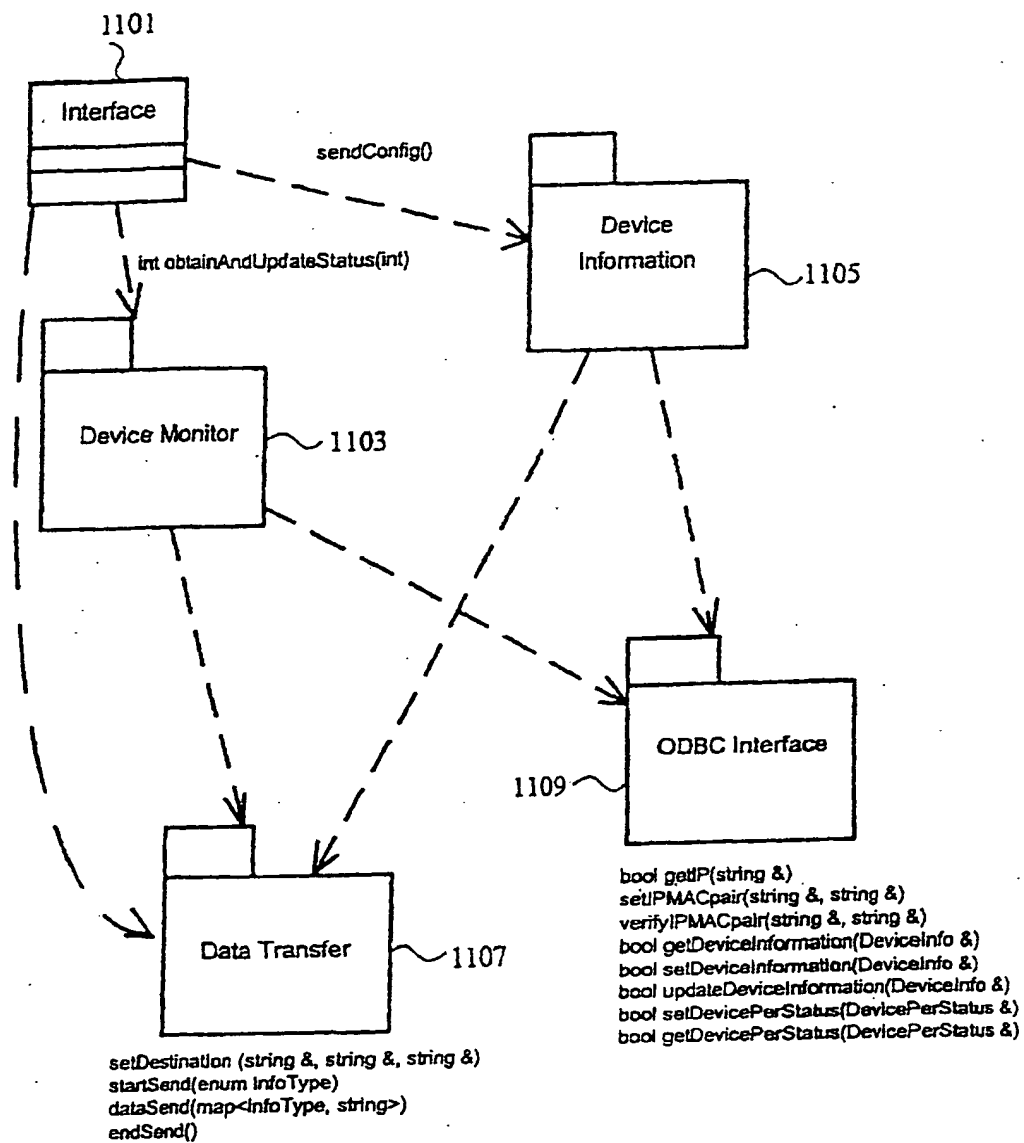 1101
Interface
sendConfig()
Device
Information
int obtainAndUpdateStatus(int)
1105
Device Monitor
1103
ODBC Interface
1109
bool getIP(string &)
setIPMACpair(string &, string &)
verifyIPMACpair(string &, string &)
bool getDeviceInformation(DeviceInfo &)
bool setDeviceInformation(DeviceInfo &)
bool updateDeviceInformation(DeviceInfo &)
bool setDevicePerStatus(DevicePerStatus &)
bool getDevicePerStatus(DevicePerStatus &)
Data Transfer
1107
setDestination (string &, string &, string &)
startSend(enum InfoType)
dataSend(map<InfoType, string>)
endSend()